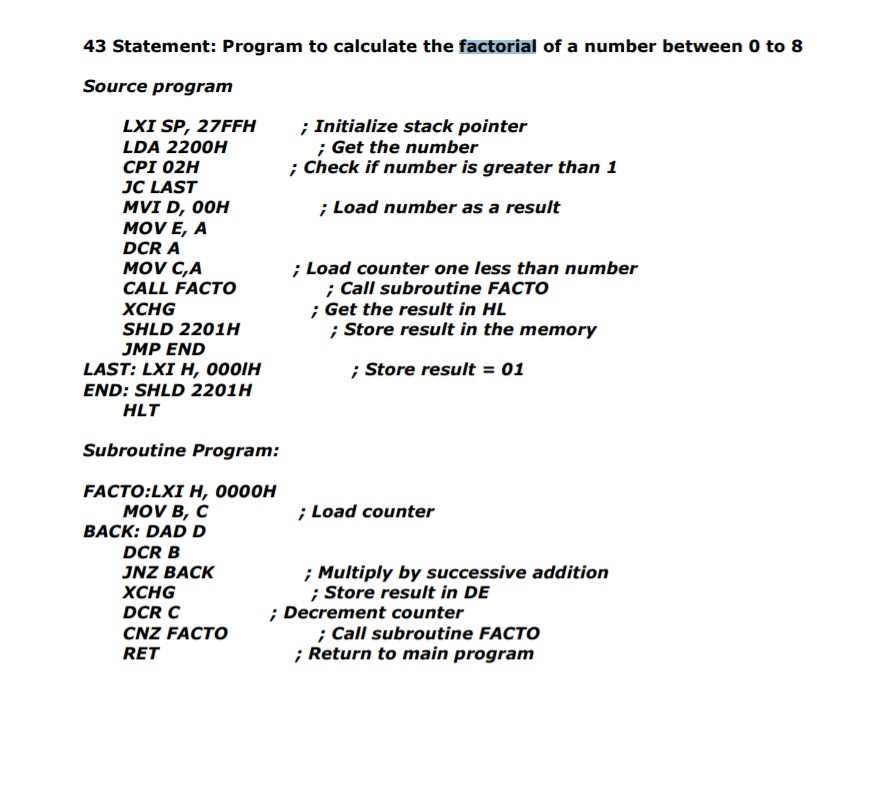 43 Statement: Program to calculate the factorial of a number between 0 to 8
Source program
LXI SP, 27FFH ; Initialize stack pointer
LDA 2200H ; Get the number
CPI 02H ; Check if number is greater than 1
JC LAST
MVI D, 00H ; Load number as a result
MOV E, A
DCR A
MOV C,A ; Load counter one less than number
CALL FACTO ; Call subroutine FACTO
XCHG ; Get the result in HL
SHLD 2201H ; Store result in the memory
JMP END
LAST: LXI H, 000lH ; Store result = 01
END: SHLD 2201H
HLT
Subroutine Program:
FACTO:LXI H, 0000H
MOV B, C ; Load counter
BACK: DAD D
DCR B
JNZ BACK ; Multiply by successive addition
XCHG ; Store result in DE
DCR C ; Decrement counter
CNZ FACTO ; Call subroutine FACTO
RET ; Return to main program